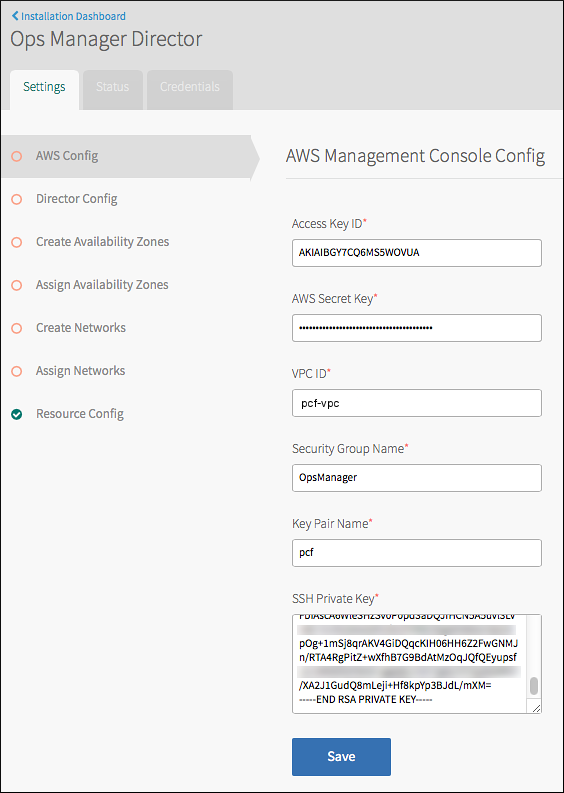 Installation Dashboard
Ops Manager Director
Settings
Status
Credentials
AWS Config
Director Config
Create Availability Zones
Assign Availability Zones
Create Networks
Assign Networks
Resource Config
AWS Management Console Config
Access Key ID*
AKIAIBGY7CQ6MS5WOVUA
AWS Secret Key*
VPC ID*
pcf-vpc
Security Group Name*
OpsManager
Key Pair Name*
pcf
SSH Private Key*
pOg+1mSj8qrAKV4GiDQqcKIH06HH6Z2FwGNMJ
n/RTA4RgPitZ+wXfhB7G9BdAtMzOqJQfQEyupsf
/XA2J1GudQ8mLeji+Hf8kpYp3BJdL/mXM=
-----END RSA PRIVATE KEY-----
Save